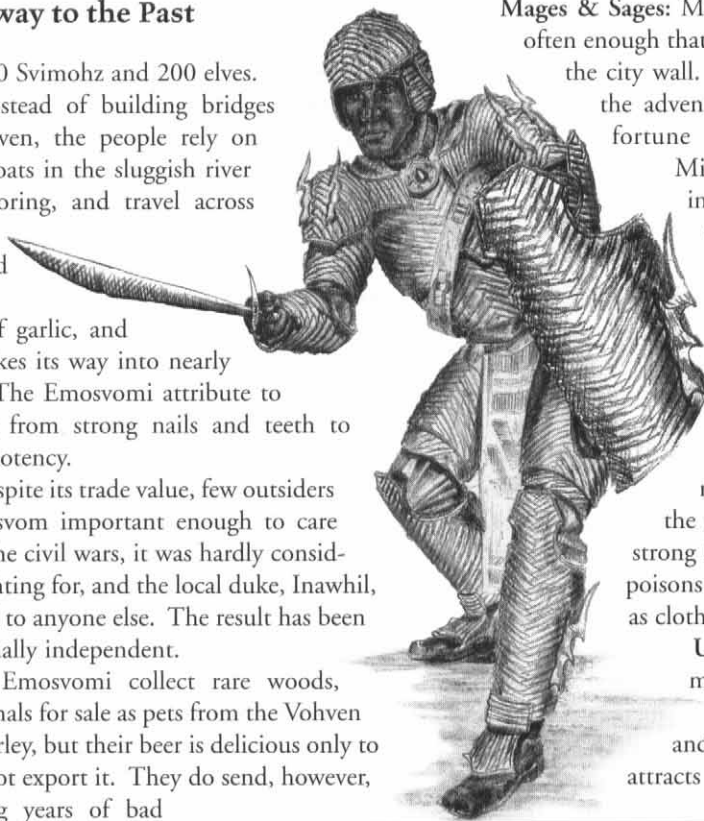 way to the Past
0 Svimohz and 200 elves.
stead of building bridges
ven, the people rely on
oats in the sluggish river
oring, and travel across
d
f garlic, and
kes its way into nearly
The Emosvomi attribute to
from strong nails and teeth to
otency.
spite its trade value, few outsiders
svom important enough to care
he civil wars, it was hardly consid-
nting for, and the local duke, Inawhil,
to anyone else. The result has been
ally independent.
Emosvomi collect rare woods,
nals for sale as pets from the Vohven
rley, but their beer is delicious only to
ot export it. They do send, however,
g years of bad
Mages & Sages: M
often enough that
the city wall.
the adven
fortune
Mi
in
the
strong
poisons
as cloth
U
m
and
attracts